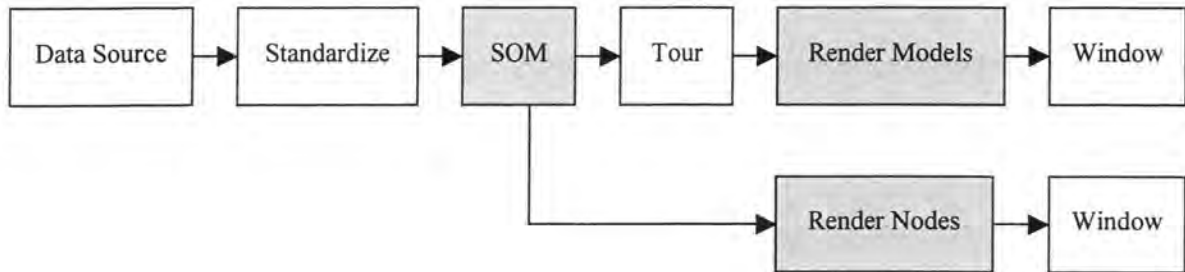 Data Source
Standardize
SOM
Tour
Render Models
Window
Render Nodes
Window